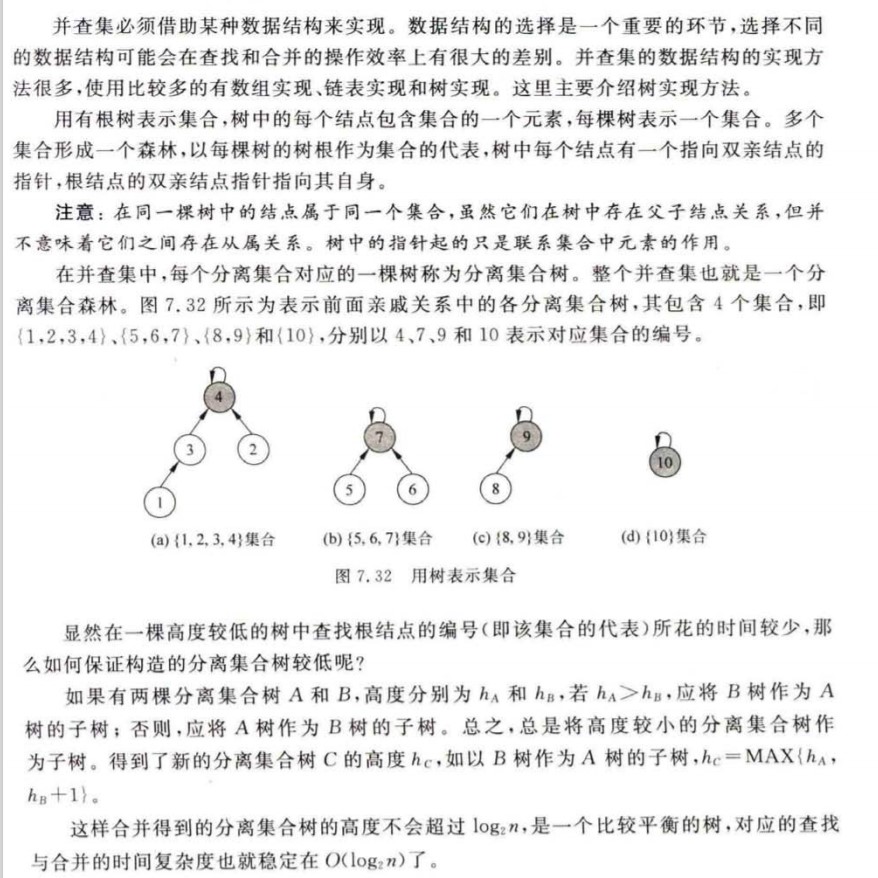 并查集必须借助某种数据结构来实现。数据结构的选择是一个重要的环节,选择不同
的数据结构可能会在查找和合并的操作效率上有很大的差别。并查集的数据结构的实现方
法很多,使用比较多的有数组实现、链表实现和树实现。这里主要介绍树实现方法。
用有根树表示集合,树中的每个结点包含集合的一个元素,每棵树表示一个集合。多个
集合形成一个森林,以每棵树的树根作为集合的代表,树中每个结点有一个指向双亲结点的
指针,根结点的双亲结点指针指向其自身。
注意:在同一棵树中的结点属于同一个集合,虽然它们在树中存在父子结点关系,但并
不意味着它们之间存在从属关系。树中的指针起的只是联系集合中元素的作用。
在并查集中,每个分离集合对应的一棵树称为分离集合树。整个并查集也就是一个分
离集合森林。图 7.32 所示为表示前面亲戚关系中的各分离集合树,其包含 4 个集合,即
{1,2,3,4}、{5,6,7}、{8,9}和{10},分别以 4、7、9 和 10 表示对应集合的编号。
4
3
2
1
7
5
6
9
8
10
(a) {1, 2, 3, 4}集合
(b) {5, 6, 7}集合
(c) {8, 9}集合
(d) {10}集合
图 7.32 用树表示集合
显然在一棵高度较低的树中查找根结点的编号(即该集合的代表)所花的时间较少,那
么如何保证构造的分离集合树较低呢?
如果有两棵分离集合树 A 和 B,高度分别为 hA 和 hB,若 hA>hB,应将 B 树作为 A
树的子树;否则,应将 A 树作为 B 树的子树。总之,总是将高度较小的分离集合树作
为子树。得到了新的分离集合树 C 的高度 hC,如以 B 树作为 A 树的子树,hC=MAX{hA,
hB+1}。
这样合并得到的分离集合树的高度不会超过 log₂n,是一个比较平衡的树,对应的查找
与合并的时间复杂度也就稳定在 O(log₂n)了。